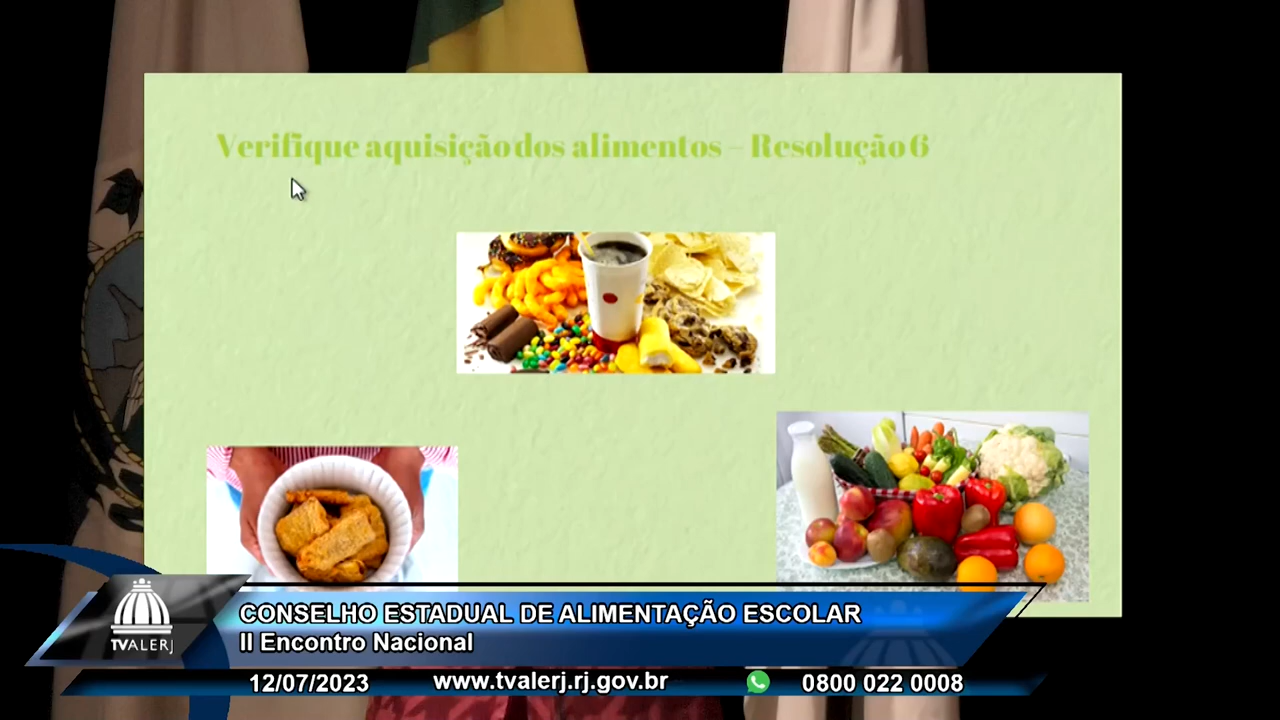 Verifique aquisição dos alimentos – Resolução 6
CONSELHO ESTADUAL DE ALIMENTAÇÃO ESCOLAR
II Encontro Nacional
TVALERJ
12/07/2023 www.tvalerj.rj.gov.br 0800 022 0008